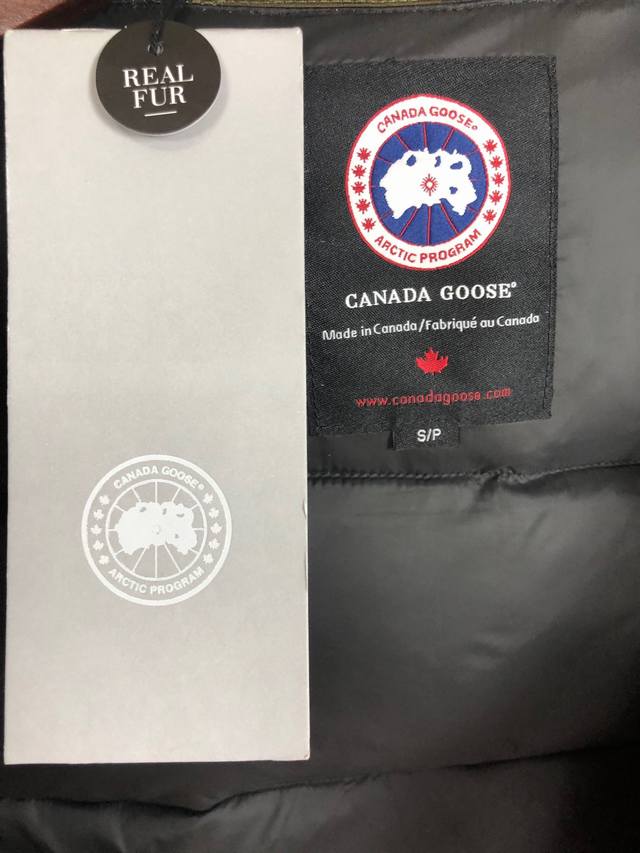 REAL
FUR
CANADA GOOSE®
ARCTIC PROGRAM
CANADA GOOSE®
Made in Canada/Fabriqué au Canada
www.canadagoose.com
S/P
CANADA GOOSE®
ARCTIC PROGRAM